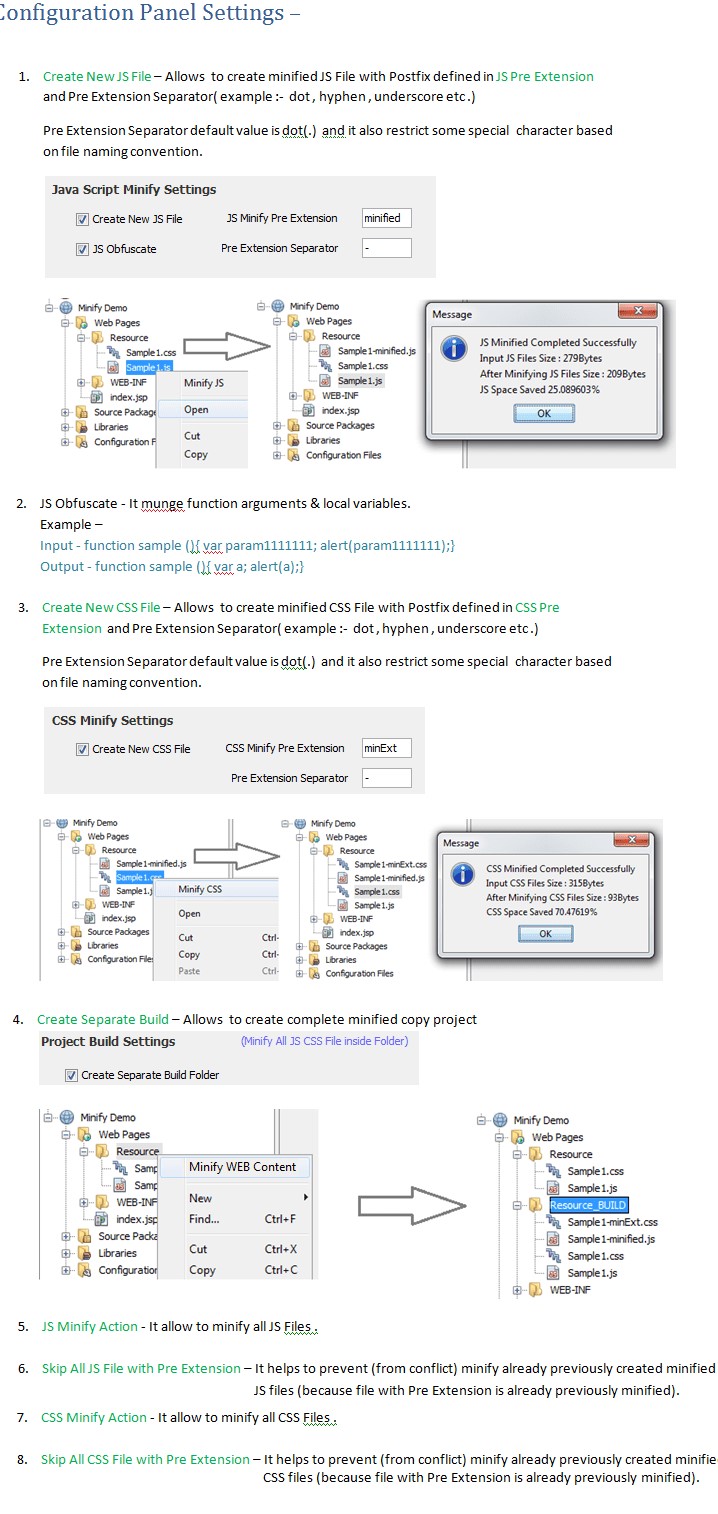 Configuration Panel Settings –
1. Create New JS File – Allows to create minified JS File with Postfix defined in JS Pre Extension
and Pre Extension Separator( example :- dot , hyphen , underscore etc .)
Pre Extension Separator default value is dot(.) and it also restrict some special character based
on file naming convention.
Java Script Minify Settings
Create New JS File JS Minify Pre Extension minified
JS Obfuscate Pre Extension Separator -
Minify Demo
Web Pages
Resource
Sample1.css
Sample1.js
WEB-INF
index.jsp
Source Package
Libraries
Configuration F
Minify JS
Open
Cut
Copy
Minify Demo
Web Pages
Resource
Sample1-minified.js
Sample1.css
Sample1.js
WEB-INF
index.jsp
Source Packages
Libraries
Configuration Files
Message
JS Minified Completed Successfully
Input JS Files Size : 279Bytes
After Minifying JS Files Size : 209Bytes
JS Space Saved 25.089603%
OK
2. JS Obfuscate - It munge function arguments & local variables.
Example –
Input - function sample (){ var param1111111; alert(param1111111);}
Output - function sample (){ var a; alert(a);}
3. Create New CSS File – Allows to create minified CSS File with Postfix defined in CSS Pre
Extension and Pre Extension Separator( example :- dot , hyphen , underscore etc .)
Pre Extension Separator default value is dot(.) and it also restrict some special character based
on file naming convention.
CSS Minify Settings
Create New CSS File CSS Minify Pre Extension minExt
Pre Extension Separator -
Minify Demo
Web Pages
Resource
Sample1-minified.js
Sample1.css
Sample1.j
WEB-INF
index.jsp
Source Packages
Libraries
Configuration Files
Minify CSS
Open
Cut Ctrl-
Copy Ctrl-
Paste Ctrl-
Minify Demo
Web Pages
Resource
Sample1-minExt.css
Sample1-minified.js
Sample1.css
Sample1.js
WEB-INF
index.jsp
Source Packages
Libraries
Configuration Files
Message
CSS Minified Completed Successfully
Input CSS Files Size : 315Bytes
After Minifying CSS Files Size : 93Bytes
CSS Space Saved 70.47619%
OK
4. Create Separate Build – Allows to create complete minified copy project
Project Build Settings (Minify All JS CSS File inside Folder)
Create Separate Build Folder
Minify Demo
Web Pages
Resource
Samp
Samp
WEB-INF
index.jsp
Source Packa
Libraries
Configuration
Minify WEB Content
New
Find... Ctrl+F
Cut Ctrl+X
Copy Ctrl+C
Minify Demo
Web Pages
Resource
Sample1.css
Sample1.js
Resource_BUILD
Sample1-minExt.css
Sample1-minified.js
Sample1.css
Sample1.js
WEB-INF
5. JS Minify Action - It allow to minify all JS Files .
6. Skip All JS File with Pre Extension – It helps to prevent (from conflict) minify already previously created minified
JS files (because file with Pre Extension is already previously minified).
7. CSS Minify Action - It allow to minify all CSS Files .
8. Skip All CSS File with Pre Extension – It helps to prevent (from conflict) minify already previously created minifie
CSS files (because file with Pre Extension is already previously minified).